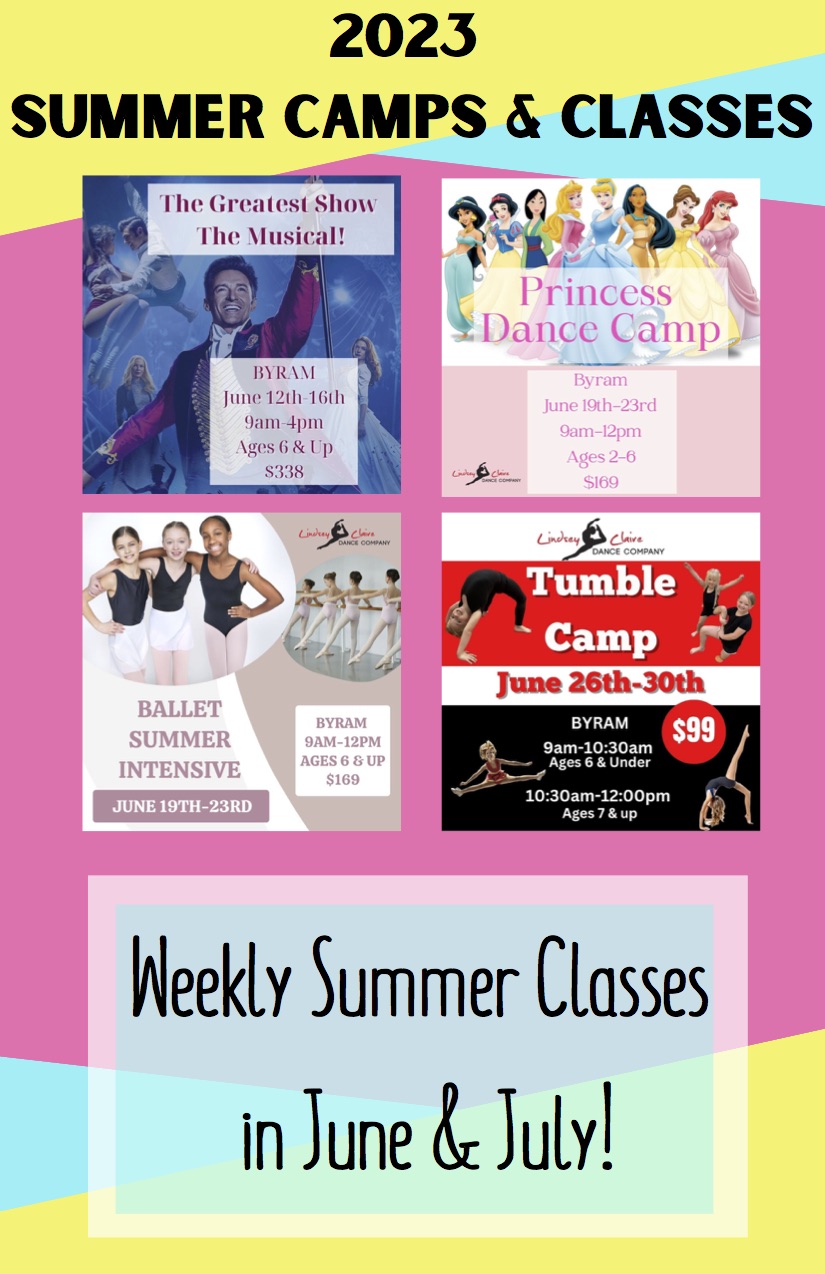 2023
SUMMER CAMPS & CLASSES
The Greatest Show
The Musical!
BYRAM
June 12th-16th
9am-4pm
Ages 6 & Up
$338
Princess
Dance Camp
Byram
June 19th-23rd
9am-12pm
Ages 2-6
$169
Lindsey Claire
DANCE COMPANY
Lindsey Claire
DANCE COMPANY
BALLET
SUMMER
INTENSIVE
JUNE 19TH-23RD
BYRAM
9AM-12PM
AGES 6 & UP
$169
Lindsey Claire
DANCE COMPANY
Tumble
Camp
June 26th-30th
$99
BYRAM
9am-10:30am
Ages 6 & Under
10:30am-12:00pm
Ages 7 & up
Weekly Summer Classes
in June & July!